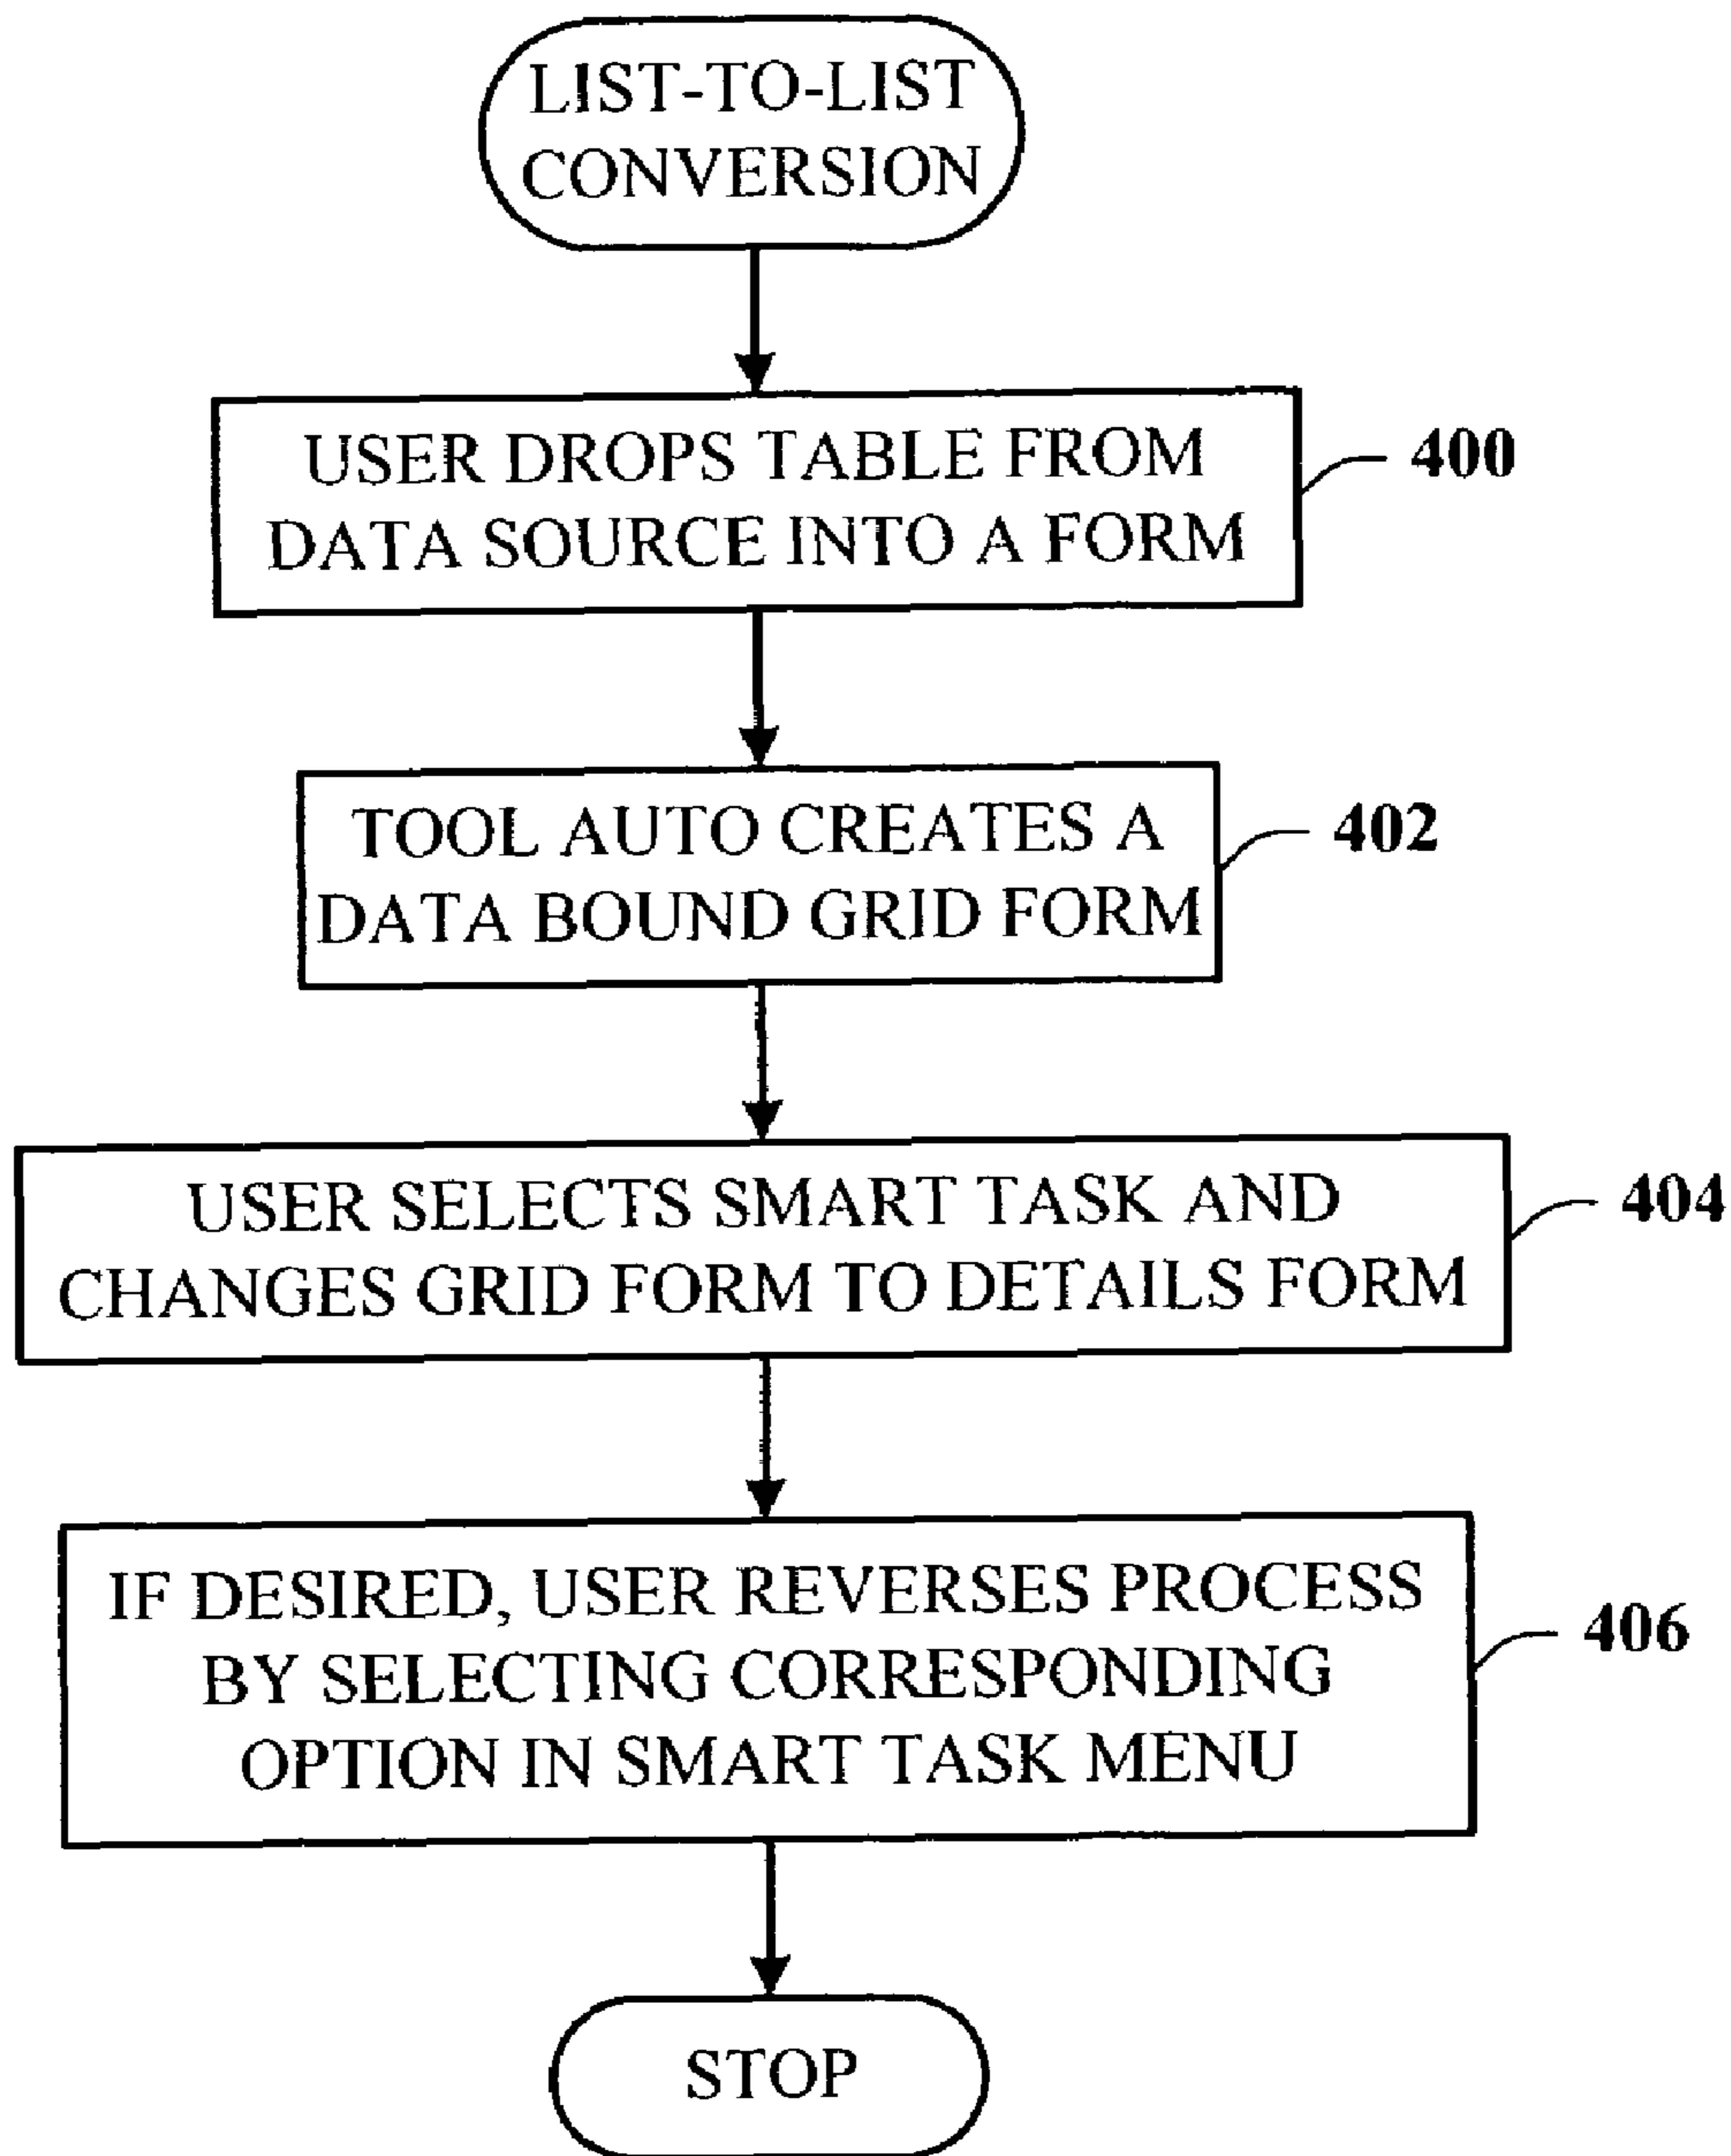 LIST-TO-LIST
CONVERSION
USER DROPS TABLE FROM
DATA SOURCE INTO A FORM
400
TOOL AUTO CREATES A
DATA BOUND GRID FORM
402
USER SELECTS SMART TASK AND
CHANGES GRID FORM TO DETAILS FORM
404
IF DESIRED, USER REVERSES PROCESS
BY SELECTING CORRESPONDING
OPTION IN SMART TASK MENU
406
STOP